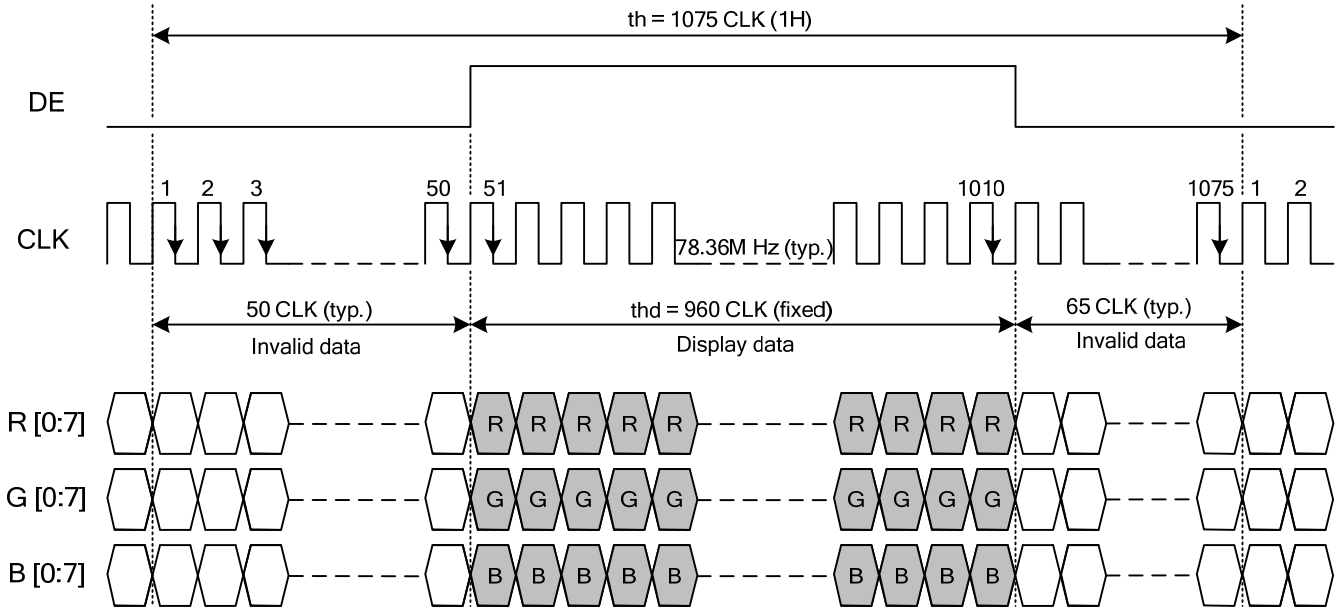 th = 1075 CLK (1H)
DE
1 2 3 50 51 1010 1075 1 2
CLK
78.36M Hz (typ.)
50 CLK (typ.) thd = 960 CLK (fixed) 65 CLK (typ.)
Invalid data Display data Invalid data
R [0:7] R R R R R R R R R
G [0:7] G G G G G G G G G
B [0:7] B B B B B B B B B